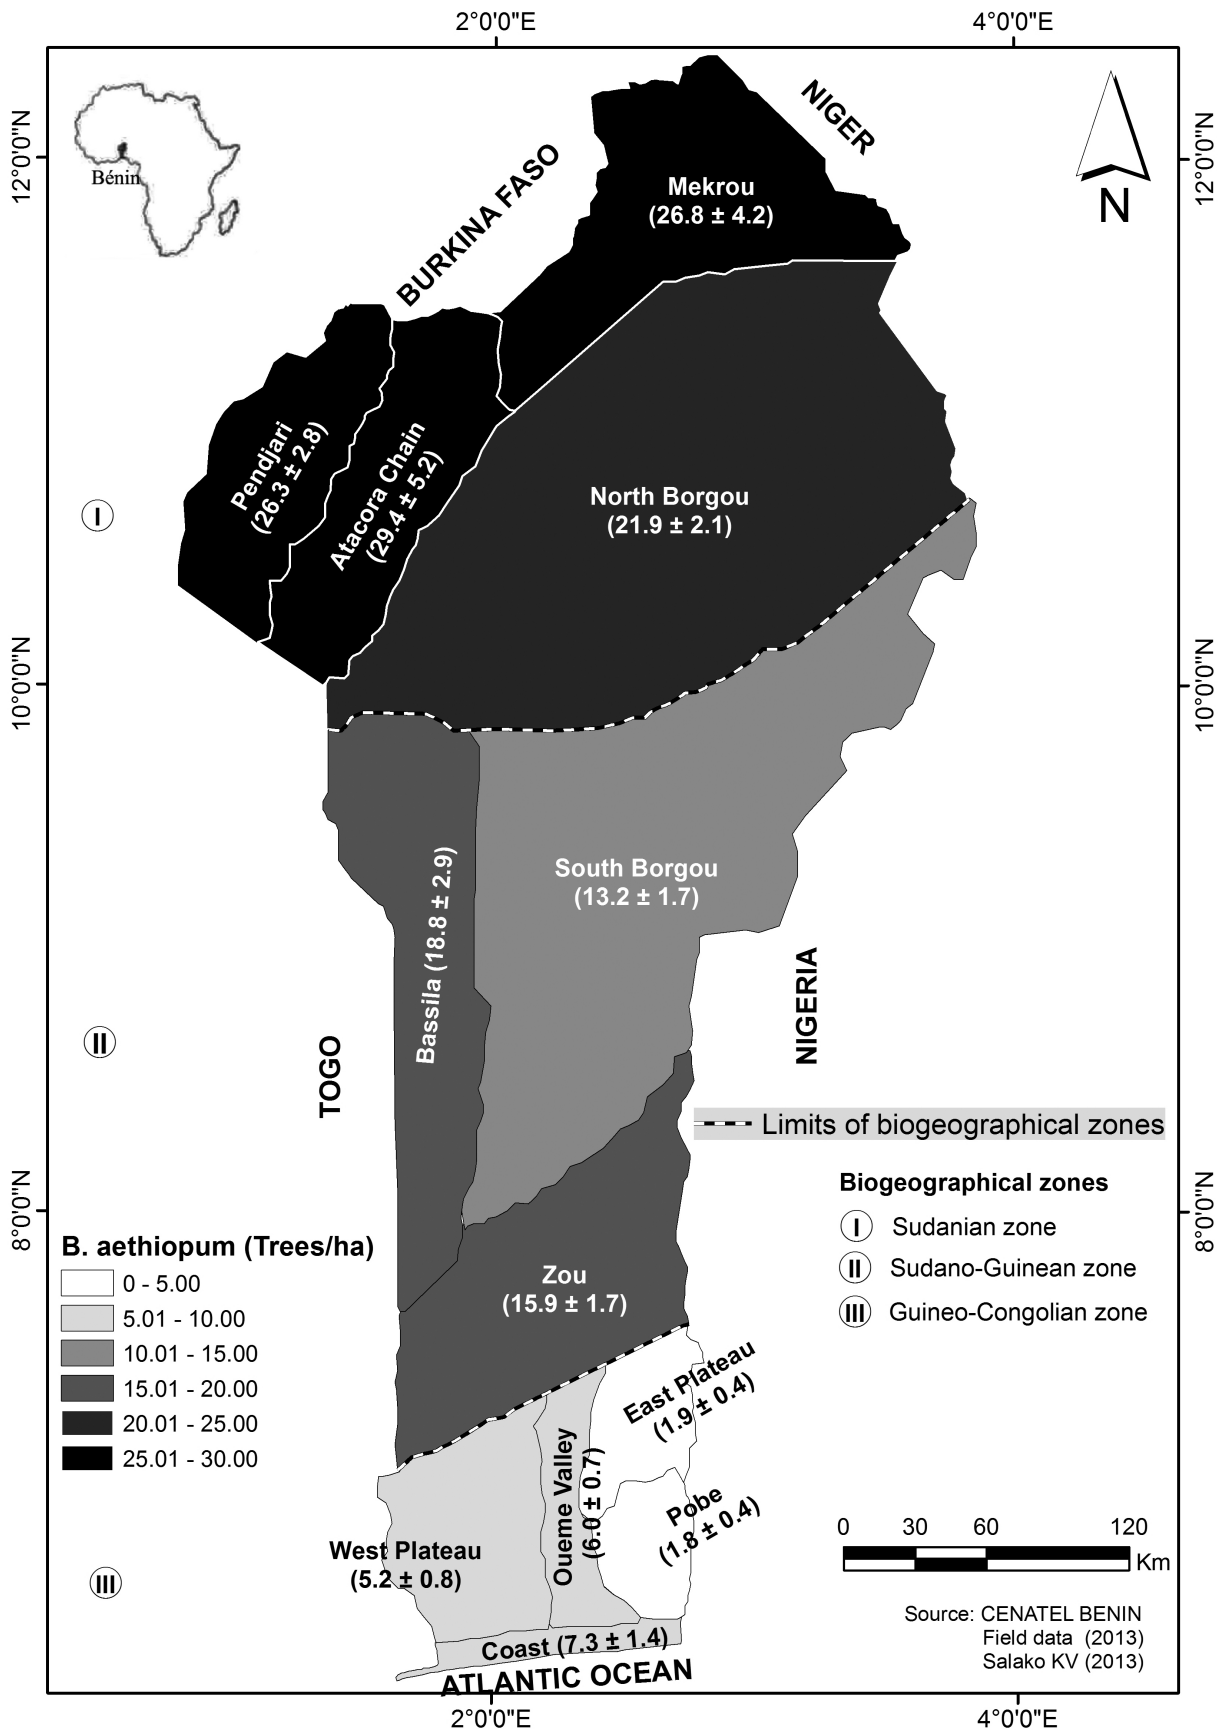 2°0'0"E
4°0'0"E
12°0'0"N
12°0'0"N
Bénin
NIGER
N
BURKINA FASO
Mekrou
(26.8 ± 4.2)
Pendjari
(26.3 ± 2.8)
Atacora Chain
(29.4 ± 5.2)
North Borgou
(21.9 ± 2.1)
I
10°0'0"N
10°0'0"N
South Borgou
(13.2 ± 1.7)
Bassila (18.8 ± 2.9)
NIGERIA
II
TOGO
Limits of biogeographical zones
Biogeographical zones
I Sudanian zone
II Sudano-Guinean zone
III Guineo-Congolian zone
8°0'0"N
8°0'0"N
B. aethiopum (Trees/ha)
0 - 5.00
5.01 - 10.00
10.01 - 15.00
15.01 - 20.00
20.01 - 25.00
25.01 - 30.00
Zou
(15.9 ± 1.7)
East Plateau
(1.9 ± 0.4)
Oueme Valley
(6.0 ± 0.7)
Pobe
(1.8 ± 0.4)
West Plateau
(5.2 ± 0.8)
III
0 30 60 120
Km
Coast (7.3 ± 1.4)
ATLANTIC OCEAN
Source: CENATEL BENIN
Field data (2013)
Salako KV (2013)
2°0'0"E
4°0'0"E